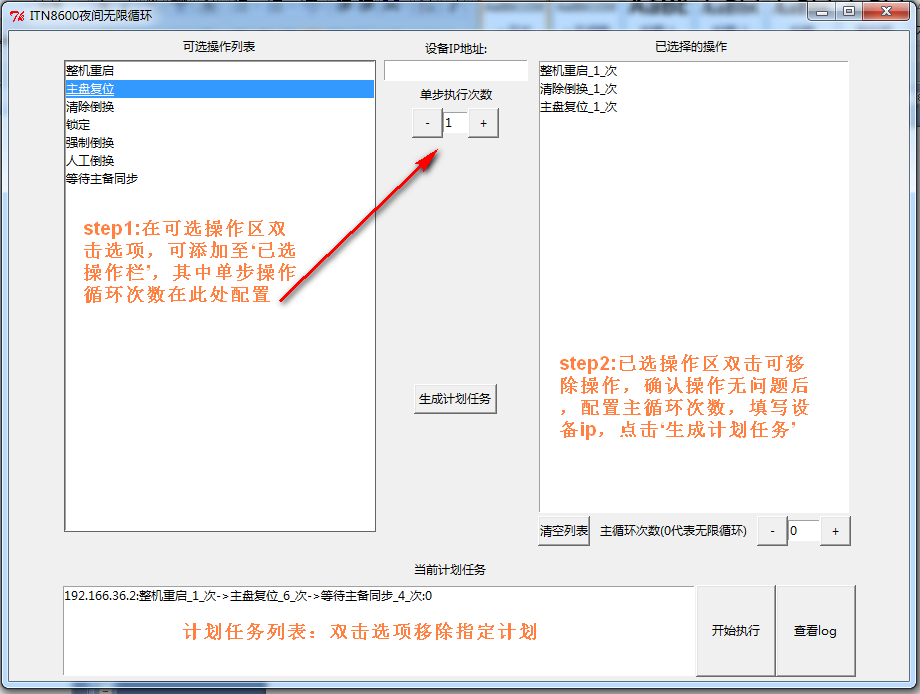 ITN8600夜间无限循环
可选操作列表
设备IP地址:
已选择的操作
整机重启
主盘复位
清除倒换
锁定
强制倒换
人工倒换
等待主备同步
单步执行次数
- 1 +
整机重启_1_次
清除倒换_1_次
主盘复位_1_次
step1:在可选操作区双
击选项，可添加至‘已选
操作栏’，其中单步操作
循环次数在此处配置
step2:已选操作区双击可移
除操作，确认操作无问题后
，配置主循环次数，填写设
备ip，点击‘生成计划任务’
生成计划任务
清空列表
主循环次数(0代表无限循环)
- 0 +
当前计划任务
192.166.36.2:整机重启_1_次->主盘复位_6_次->等待主备同步_4_次:0
计划任务列表：双击选项移除指定计划
开始执行
查看log